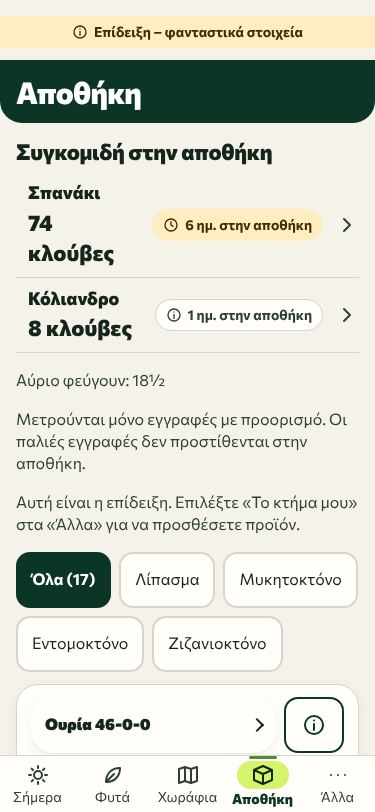 Επίδειξη – φανταστικά στοιχεία
Αποθήκη
Συγκομιδή στην αποθήκη
Σπανάκι
74
κλούβες
6 ημ. στην αποθήκη
Κόλιανδρο
8 κλούβες
1 ημ. στην αποθήκη
Αύριο φεύγουν: 18½
Μετρούνται μόνο εγγραφές με προορισμό. Οι
παλιές εγγραφές δεν προστίθενται στην
αποθήκη.
Αυτή είναι η επίδειξη. Επιλέξτε «Το κτήμα μου»
στα «Άλλα» για να προσθέσετε προϊόν.
Όλα (17)
Λίπασμα
Μυκητοκτόνο
Εντομοκτόνο
Ζιζανιοκτόνο
Ουρία 46-0-0
Σήμερα
Φυτά
Χωράφια
Αποθήκη
Άλλα